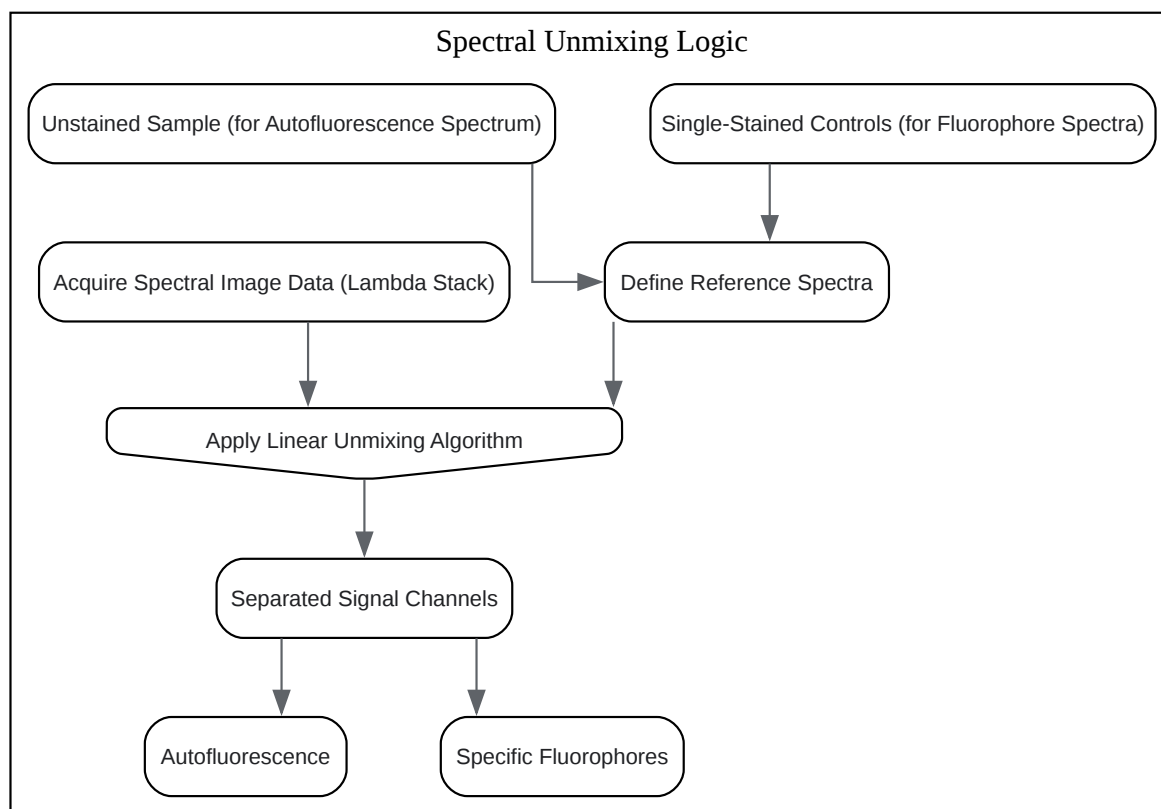 Spectral Unmixing Logic
Unstained Sample (for Autofluorescence Spectrum)
Single-Stained Controls (for Fluorophore Spectra)
Acquire Spectral Image Data (Lambda Stack)
Define Reference Spectra
Apply Linear Unmixing Algorithm
Separated Signal Channels
Autofluorescence
Specific Fluorophores